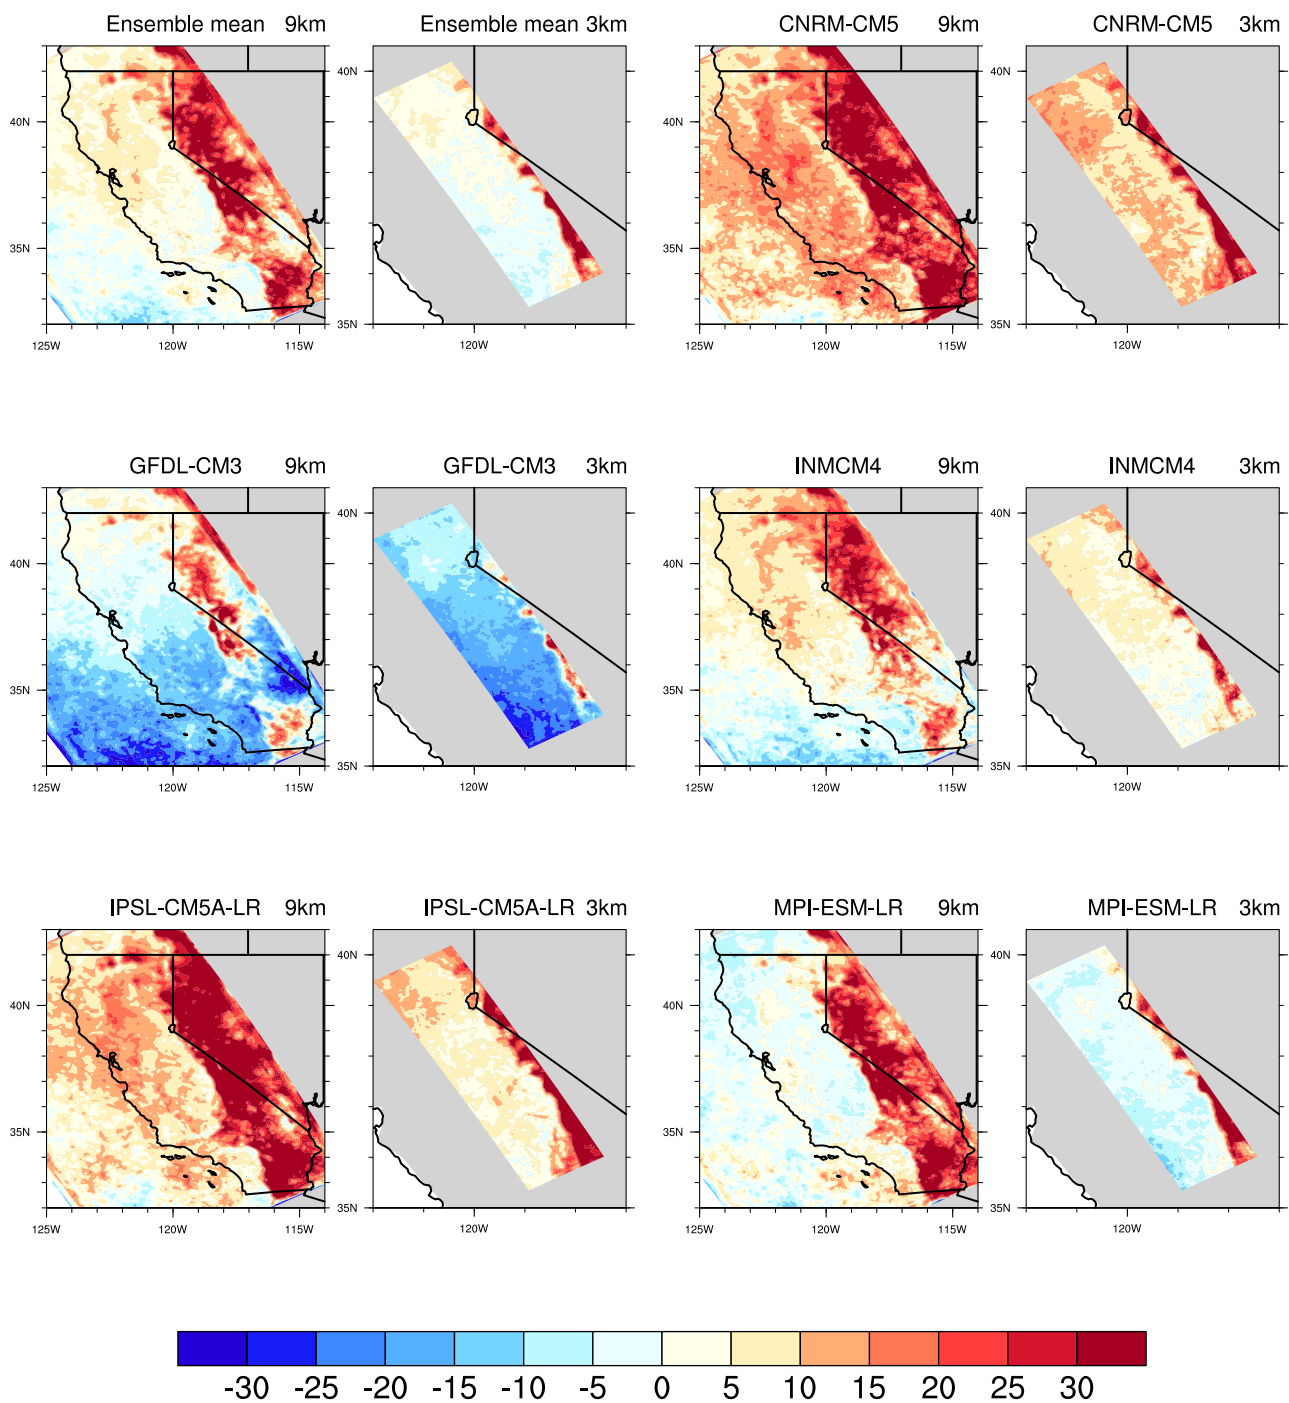 Ensemble mean 9km Ensemble mean 3km CNRM-CM5 9km CNRM-CM5 3km
40N 35N 125W 120W 115W
40N 35N 120W
40N 35N 125W 120W 115W
40N 35N 120W
GFDL-CM3 9km GFDL-CM3 3km INMCM4 9km INMCM4 3km
40N 35N 125W 120W 115W
40N 35N 120W
40N 35N 125W 120W 115W
40N 35N 120W
IPSL-CM5A-LR 9km IPSL-CM5A-LR 3km MPI-ESM-LR 9km MPI-ESM-LR 3km
40N 35N 125W 120W 115W
40N 35N 120W
40N 35N 125W 120W 115W
40N 35N 120W
-30 -25 -20 -15 -10 -5 0 5 10 15 20 25 30